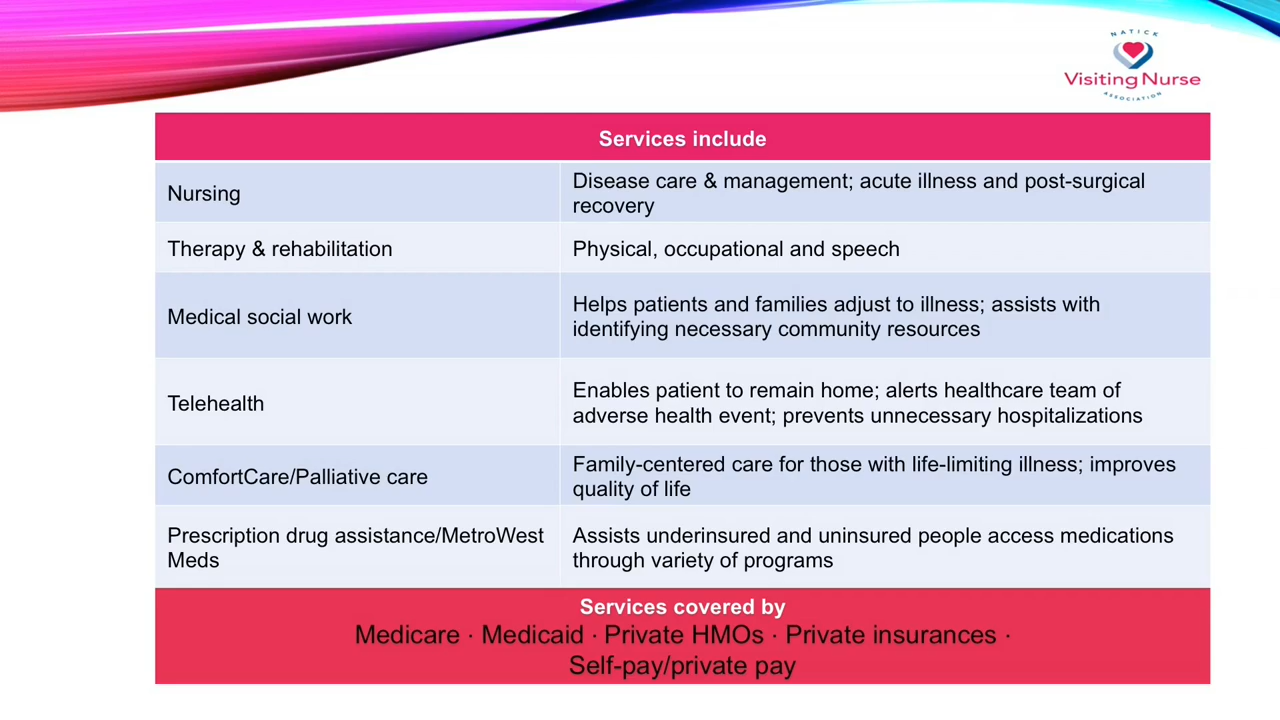 NATICK
Visiting Nurse
ASSOCIATION
Services include
Nursing
Disease care & management; acute illness and post-surgical
recovery
Therapy & rehabilitation
Physical, occupational and speech
Medical social work
Helps patients and families adjust to illness; assists with
identifying necessary community resources
Telehealth
Enables patient to remain home; alerts healthcare team of
adverse health event; prevents unnecessary hospitalizations
ComfortCare/Palliative care
Family-centered care for those with life-limiting illness; improves
quality of life
Prescription drug assistance/MetroWest
Meds
Assists underinsured and uninsured people access medications
through variety of programs
Services covered by
Medicare · Medicaid · Private HMOs · Private insurances ·
Self-pay/private pay